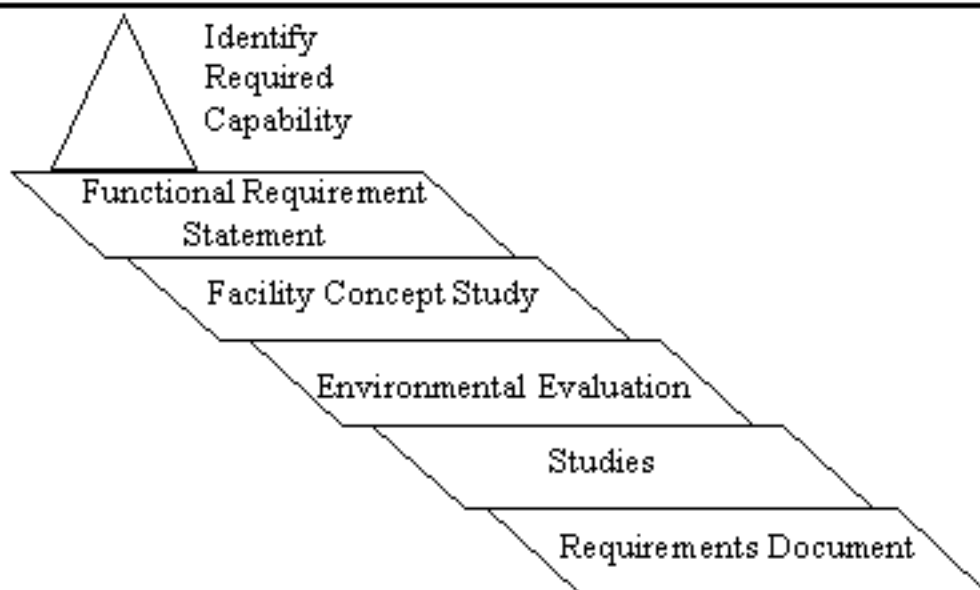 Identify
Required
Capability
Functional Requirement
Statement
Facility Concept Study
Environmental Evaluation
Studies
Requirements Document